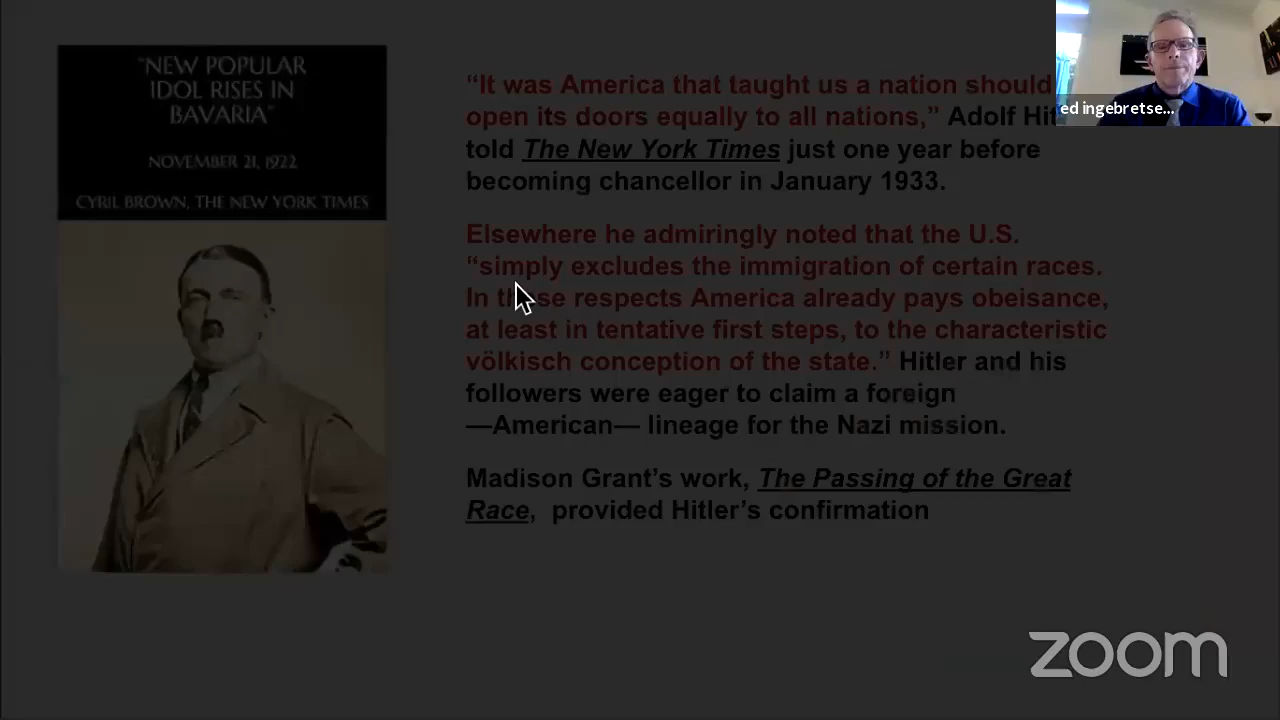 "NEW POPULAR
IDOL RISES IN
BAVARIA"
NOVEMBER 21, 1922
CYRIL BROWN, THE NEW YORK TIMES
“It was America that taught us a nation should
open its doors equally to all nations,” Adolf Hit
told The New York Times just one year before
becoming chancellor in January 1933.
Elsewhere he admiringly noted that the U.S.
“simply excludes the immigration of certain races.
In these respects America already pays obeisance,
at least in tentative first steps, to the characteristic
völkisch conception of the state.” Hitler and his
followers were eager to claim a foreign
—American— lineage for the Nazi mission.
Madison Grant’s work, The Passing of the Great
Race, provided Hitler’s confirmation
ed ingebretse...
zoom